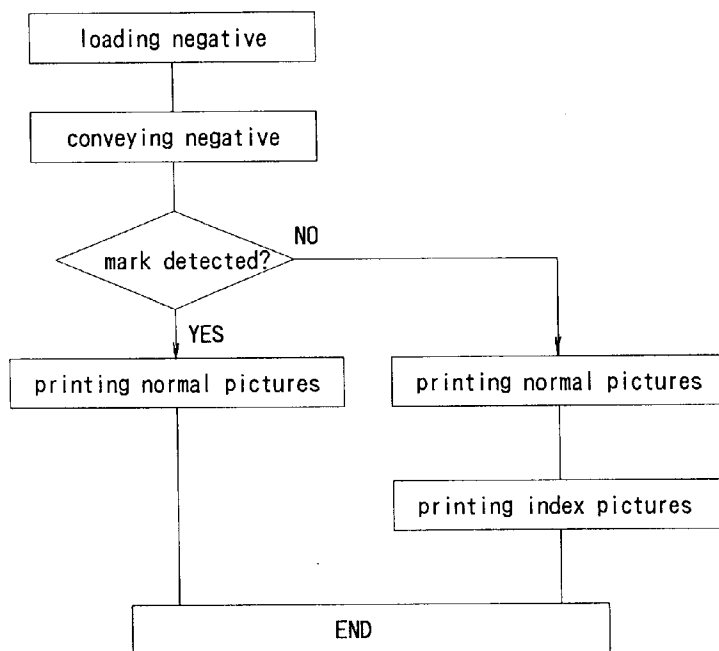 loading negative
conveying negative
NO
mark detected?
YES
printing normal pictures
printing normal pictures
printing index pictures
END